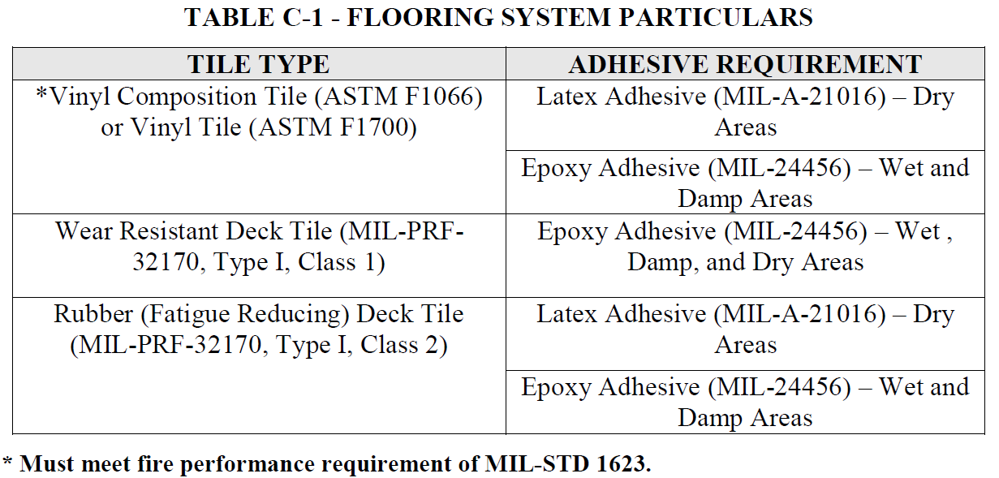 TABLE C-1 - FLOORING SYSTEM PARTICULARS
TILE TYPE
ADHESIVE REQUIREMENT
*Vinyl Composition Tile (ASTM F1066)
or Vinyl Tile (ASTM F1700)
Latex Adhesive (MIL-A-21016) – Dry
Areas
Epoxy Adhesive (MIL-24456) – Wet and
Damp Areas
Wear Resistant Deck Tile (MIL-PRF-
32170, Type I, Class 1)
Epoxy Adhesive (MIL-24456) – Wet ,
Damp, and Dry Areas
Rubber (Fatigue Reducing) Deck Tile
(MIL-PRF-32170, Type I, Class 2)
Latex Adhesive (MIL-A-21016) – Dry
Areas
Epoxy Adhesive (MIL-24456) – Wet and
Damp Areas
* Must meet fire performance requirement of MIL-STD 1623.